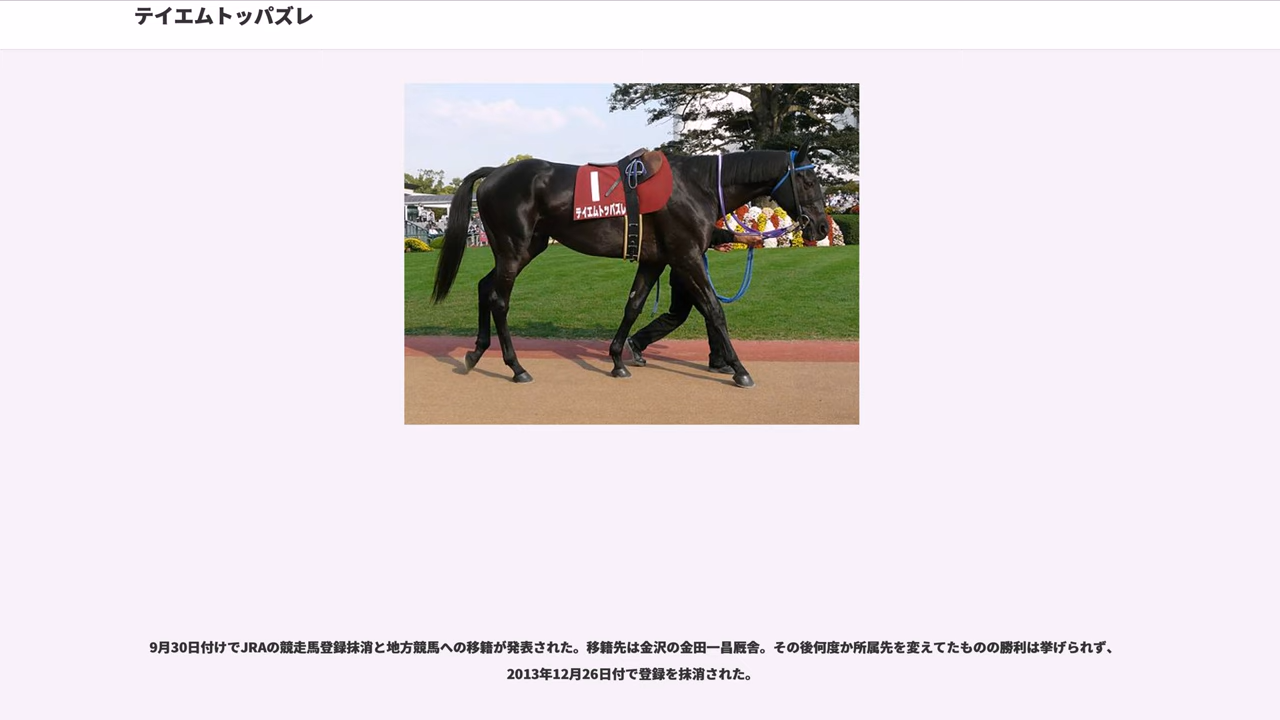 テイエムトッパズレ
1
テイエムトッパズレ
9月30日付けでJRAの競走馬登録抹消と地方競馬への移籍が発表された。移籍先は金沢の金田一昌厩舎。その後何度か所属先を変えてたものの勝利は挙げられず、
2013年12月26日付で登録を抹消された。